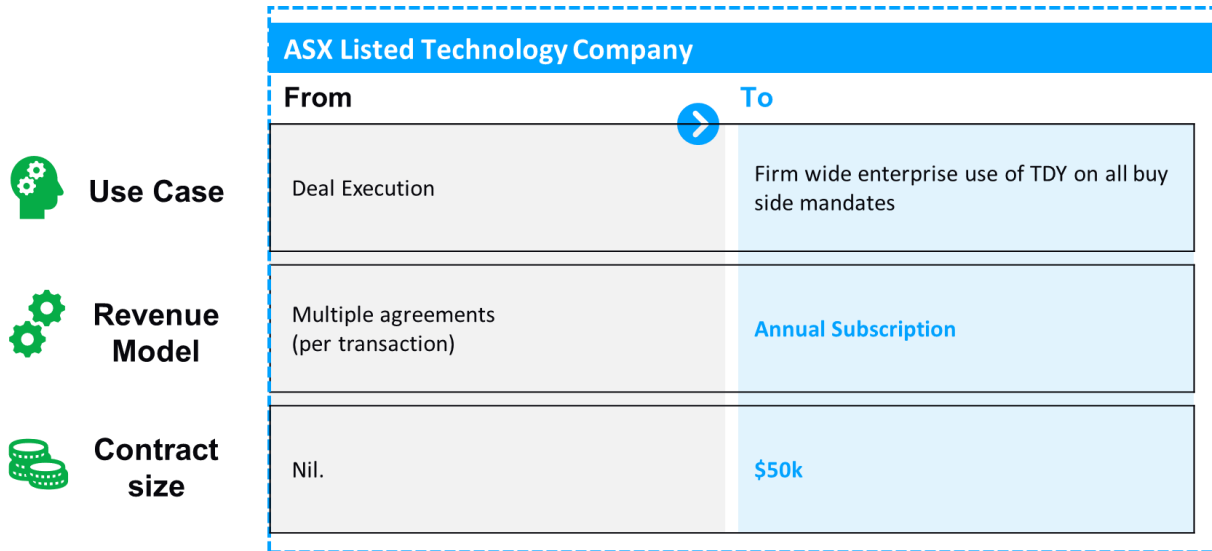 ASX Listed Technology Company
From
To
Use Case
Deal Execution
Firm wide enterprise use of TDY on all buy
side mandates
Revenue
Model
Multiple agreements
(per transaction)
Annual Subscription
Contract
size
Nil.
$50k